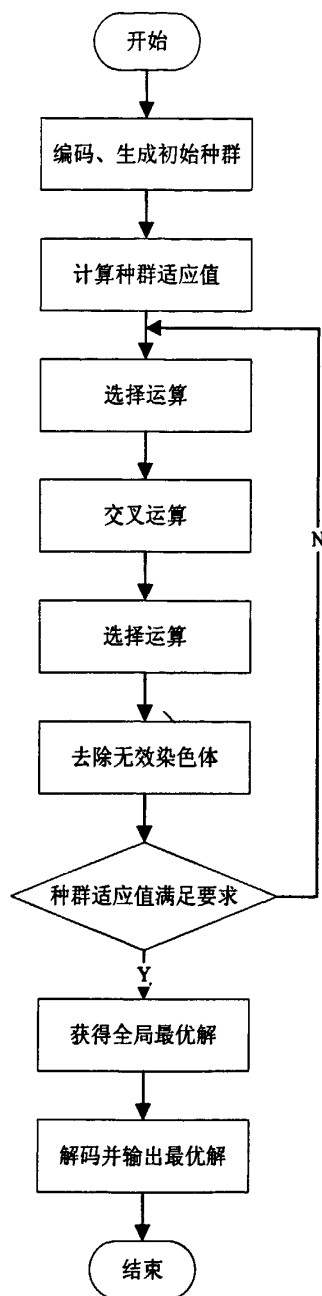 开始
编码、生成初始种群
计算种群适应值
选择运算
交叉运算
选择运算
去除无效染色体
种群适应值满足要求
N
Y
获得全局最优解
解码并输出最优解
结束